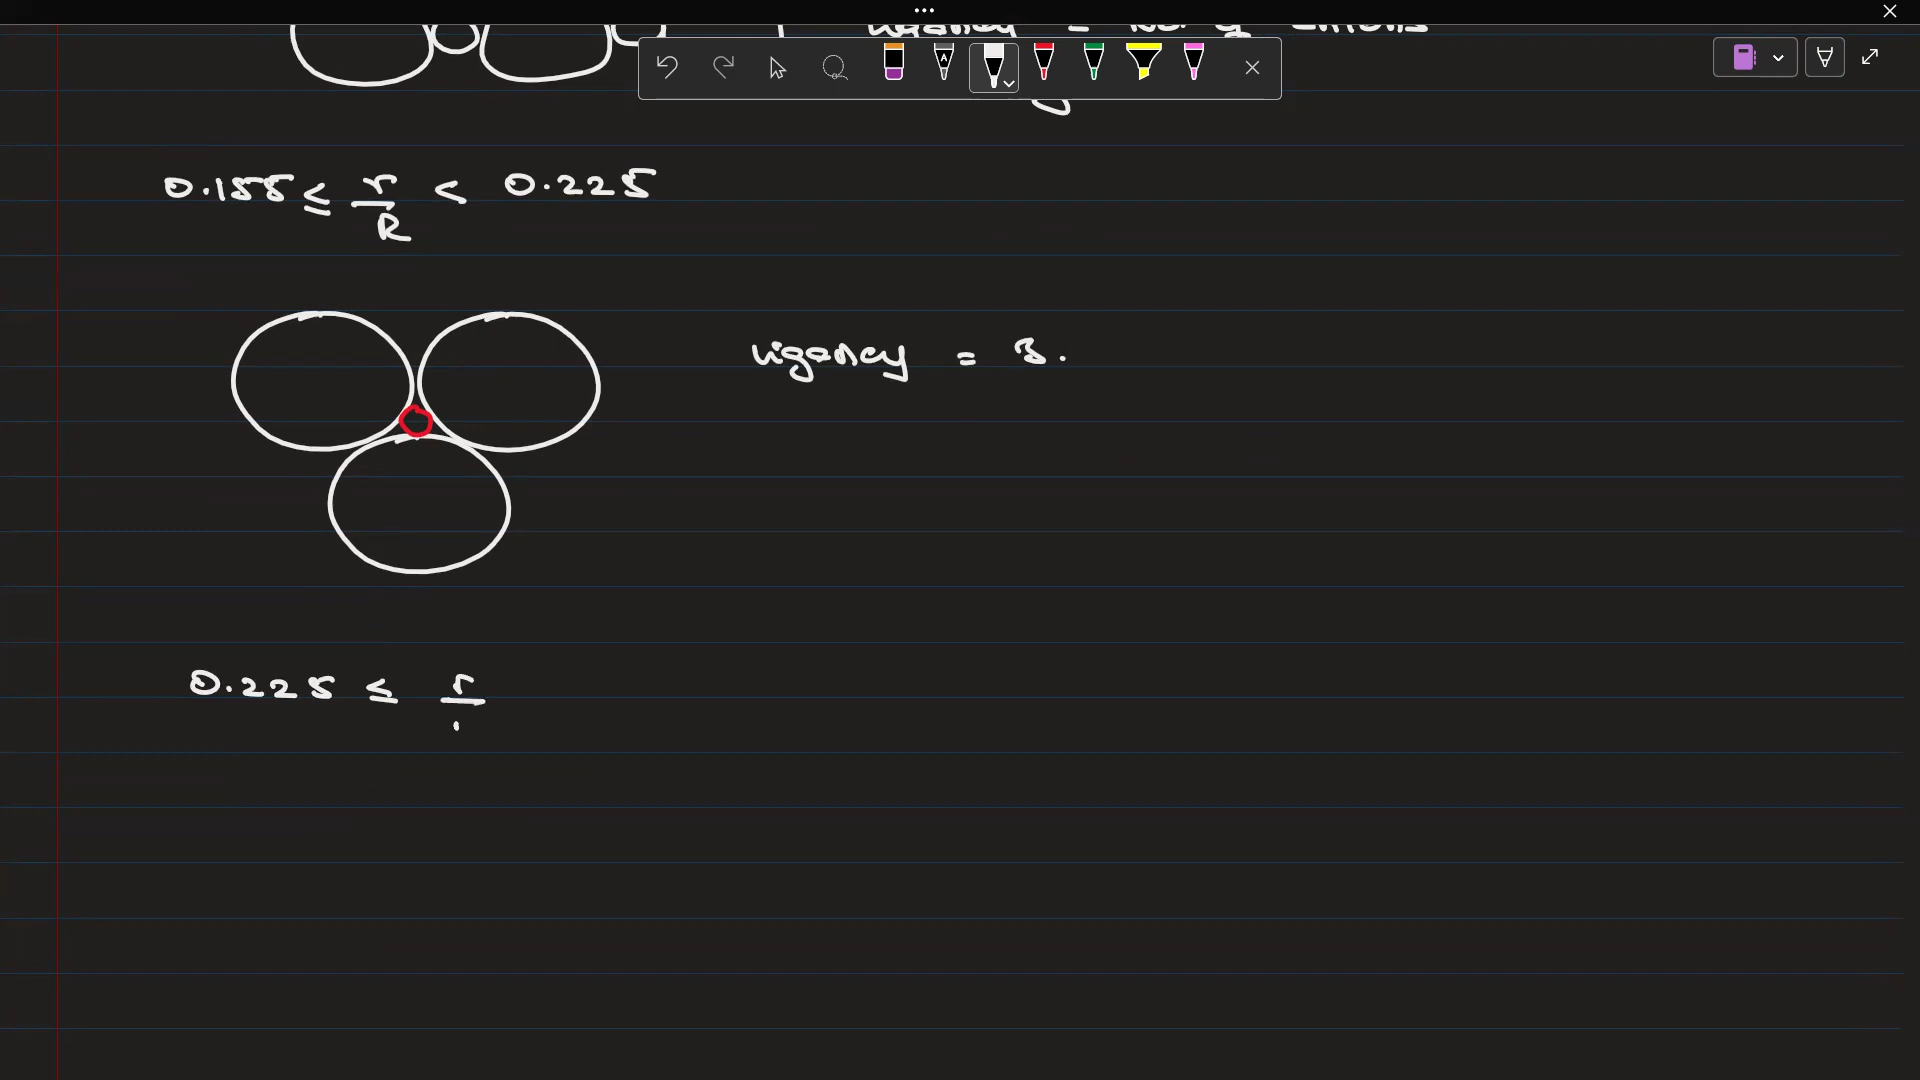 0.155 ≤ r/R < 0.225
ligancy = 3.
0.225 ≤ r/